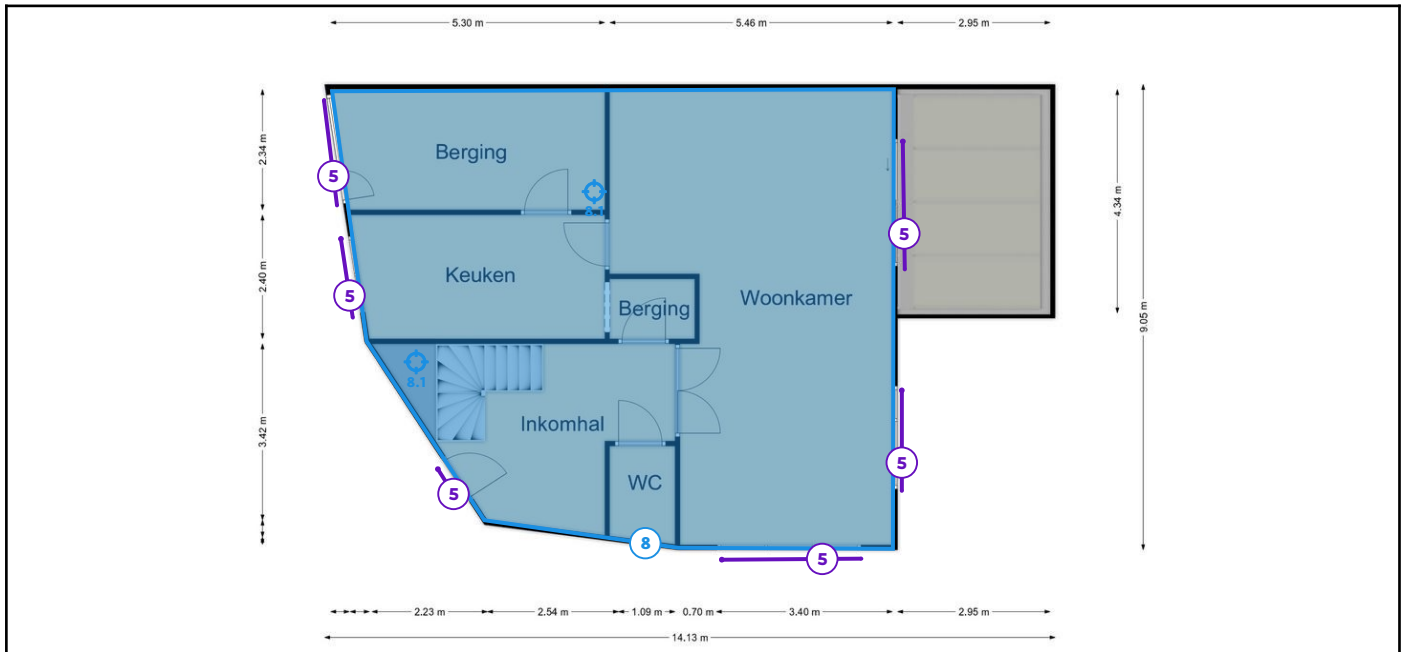 5.30 m 5.46 m 2.95 m
Berging
2.34 m
5
8.1
4.34 m
5
Keuken
2.40 m
5
Berging
Woonkamer
9.05 m
8.1
Inkomhal
3.42 m
5
WC
5
8
5
2.23 m 2.54 m 1.09 m 0.70 m 3.40 m 2.95 m
14.13 m